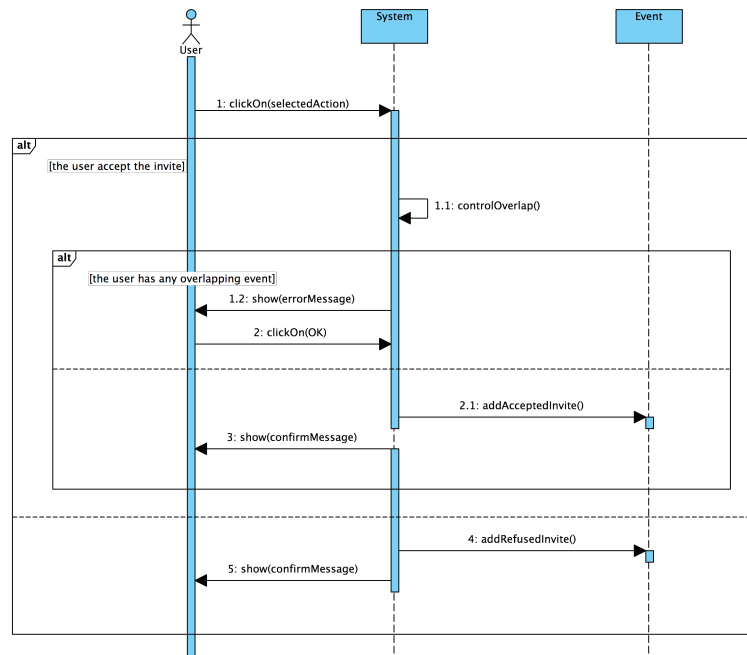 System
Event
User
1: clickOn(selectedAction)
alt
[the user accept the invite]
1.1: controlOverlap()
alt
[the user has any overlapping event]
1.2: show(errorMessage)
2: clickOn(OK)
2.1: addAcceptedInvite()
3: show(confirmMessage)
4: addRefusedInvite()
5: show(confirmMessage)